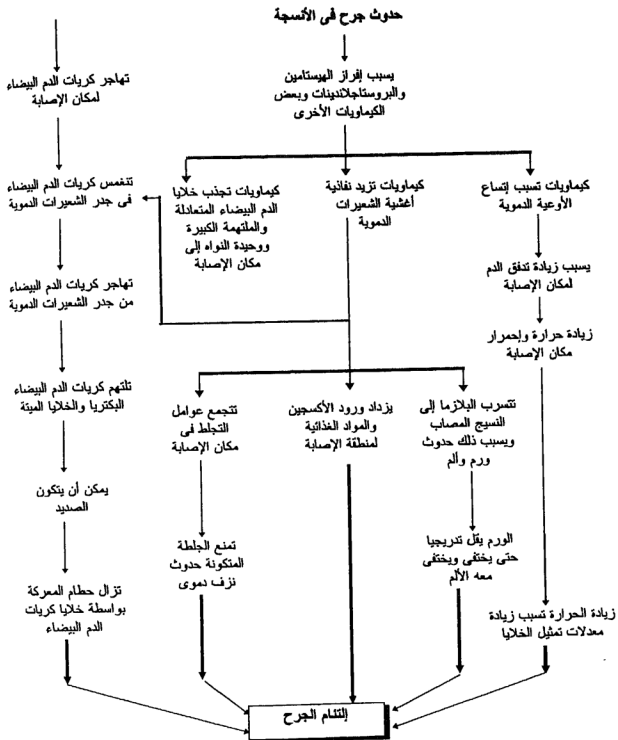 حدوث جرح فى الأنسجة
يسبب إفراز الهيستامين
والبروستاجلاندينات وبعض
الكيماويات الأخرى
كيماويات تسبب إتساع
الأوعية الدموية
يسبب زيادة تدفق الدم
لمكان الإصابة
زيادة حرارة وإحمرار
مكان الإصابة
زيادة الحرارة تسبب زيادة
معدلات تمثيل الخلايا
كيماويات تزيد نفاذية
أغشية الشعيرات
الدموية
كيماويات تجذب خلايا
الدم البيضاء المتعادلة
والملتهمة الكبيرة
ووحيدة النواه إلى
مكان الإصابة
تتسرب البلازما إلى
النسيج المصاب
ويسبب ذلك حدوث
ورم وألم
الورم يقل تدريجيا
حتى يختفى ويختفى
معه الألم
يزداد ورود الأكسجين
والمواد الغذائية
لمنطقة الإصابة
تتجمع عوامل
التجلط فى
مكان الإصابة
تمنع الجلطة
المتكونة حدوث
نزف دموى
تهاجر كريات الدم البيضاء
لمكان الإصابة
تنغمس كريات الدم البيضاء
فى جدر الشعيرات الدموية
تهاجر كريات الدم البيضاء
من جدر الشعيرات الدموية
تلتهم كريات الدم البيضاء
البكتريا والخلايا الميتة
يمكن أن يتكون
الصديد
تزال حطام المعركة
بواسطة خلايا كريات
الدم البيضاء
إلتئام الجرح